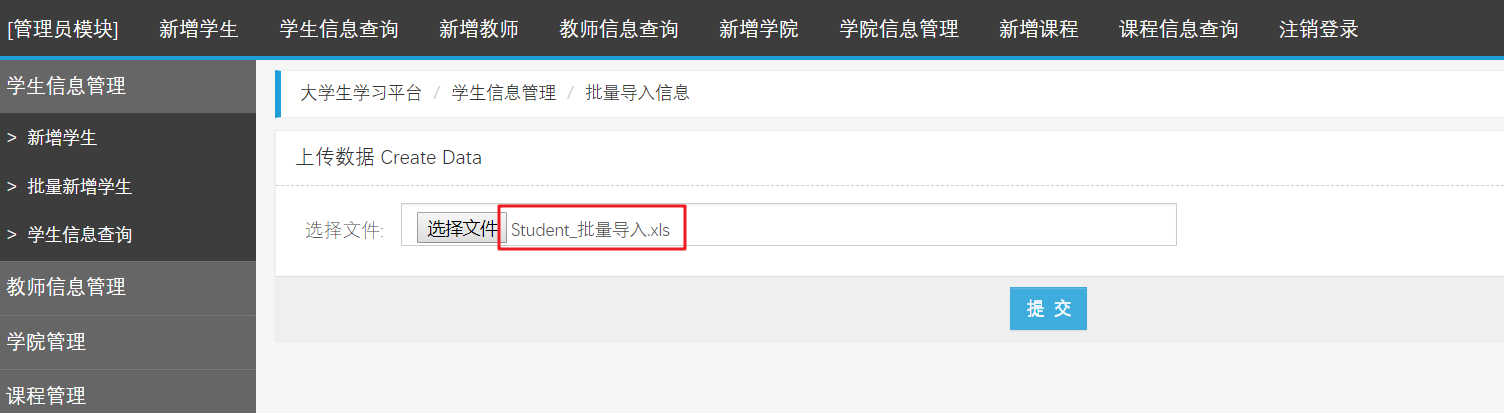 [管理员模块] 新增学生 学生信息查询 新增教师 教师信息查询 新增学院 学院信息管理 新增课程 课程信息查询 注销登录
学生信息管理
> 新增学生
> 批量新增学生
> 学生信息查询
教师信息管理
学院管理
课程管理
大学生学习平台 / 学生信息管理 / 批量导入信息
上传数据 Create Data
选择文件: 选择文件 Student_批量导入.xls
提 交